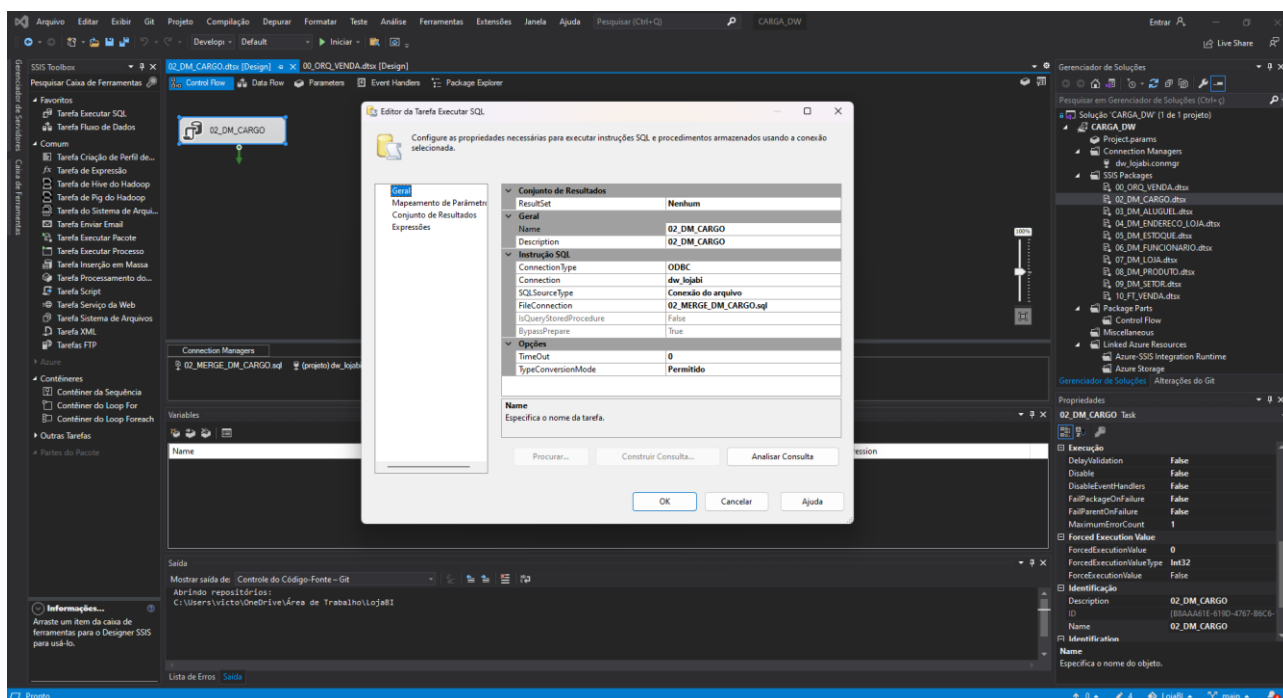 Arquivo Editar Exibir Git Projeto Compilação Depurar Formatar Teste Análise Ferramentas Extensões Janela Ajuda Pesquisar (Ctrl+Q) CARGA_DW Entrar
Develop Default Iniciar Live Share
Gerenciador de Servidores
Caixa de Ferramentas
SSIS Toolbox
Pesquisar Caixa de Ferramentas
Favoritos
Tarefa Executar SQL
Tarefa Fluxo de Dados
Comum
Tarefa Criação de Perfil de...
Tarefa de Expressão
Tarefa de Hive do Hadoop
Tarefa de Pig do Hadoop
Tarefa do Sistema de Arqui...
Tarefa Enviar Email
Tarefa Executar Pacote
Tarefa Executar Processo
Tarefa Inserção em Massa
Tarefa Processamento do...
Tarefa Script
Tarefa Serviço da Web
Tarefa Sistema de Arquivos
Tarefa XML
Tarefas FTP
Azure
Contêineres
Contêiner da Sequência
Contêiner do Loop For
Contêiner do Loop Foreach
Outras Tarefas
Partes do Pacote
Informações...
Arraste um item da caixa de
ferramentas para o Designer SSIS
para usá-lo.
02_DM_CARGO.dtsx [Design] 00_ORQ_VENDA.dtsx [Design]
Control Flow Data Flow Parameters Event Handlers Package Explorer
02_DM_CARGO
100%
Connection Managers
02_MERGE_DM_CARGO.sql (projeto) dw_lojabi
Variables
Name
ression
Saída
Mostrar saída de: Controle do Código-Fonte – Git
Abrindo repositórios:
C:\Users\victo\OneDrive\Área de Trabalho\LojaBI
Lista de Erros Saída
Editor da Tarefa Executar SQL
Configure as propriedades necessárias para executar instruções SQL e procedimentos armazenados usando a conexão
selecionada.
Geral
Mapeamento de Parâmetro
Conjunto de Resultados
Expressões
Conjunto de Resultados
ResultSet Nenhum
Geral
Name 02_DM_CARGO
Description 02_DM_CARGO
Instrução SQL
ConnectionType ODBC
Connection dw_lojabi
SQLSourceType Conexão do arquivo
FileConnection 02_MERGE_DM_CARGO.sql
IsQueryStoredProcedure False
BypassPrepare True
Opções
TimeOut 0
TypeConversionMode Permitido
Name
Especifica o nome da tarefa.
Procurar... Construir Consulta... Analisar Consulta
OK Cancelar Ajuda
Gerenciador de Soluções
Pesquisar em Gerenciador de Soluções (Ctrl+ç)
Solução 'CARGA_DW' (1 de 1 projeto)
CARGA_DW
Project.params
Connection Managers
dw_lojabi.conmgr
SSIS Packages
00_ORQ_VENDA.dtsx
02_DM_CARGO.dtsx
03_DM_ALUGUEL.dtsx
04_DM_ENDERECO_LOJA.dtsx
05_DM_ESTOQUE.dtsx
06_DM_FUNCIONARIO.dtsx
07_DM_LOJA.dtsx
08_DM_PRODUTO.dtsx
09_DM_SETOR.dtsx
10_FT_VENDA.dtsx
Package Parts
Control Flow
Miscellaneous
Linked Azure Resources
Azure-SSIS Integration Runtime
Azure Storage
Gerenciador de Soluções Alterações do Git
Propriedades
02_DM_CARGO Task
Execução
DelayValidation False
Disable False
DisableEventHandlers False
FailPackageOnFailure False
FailParentOnFailure False
MaximumErrorCount 1
Forced Execution Value
ForcedExecutionValue 0
ForcedExecutionValueType Int32
ForceExecutionValue False
Identificação
Description 02_DM_CARGO
ID {B8AAA61E-619D-4767-B6C6-
Name 02_DM_CARGO
Identification
Name
Especifica o nome do objeto.
Pronto 0 4 LojaBI main